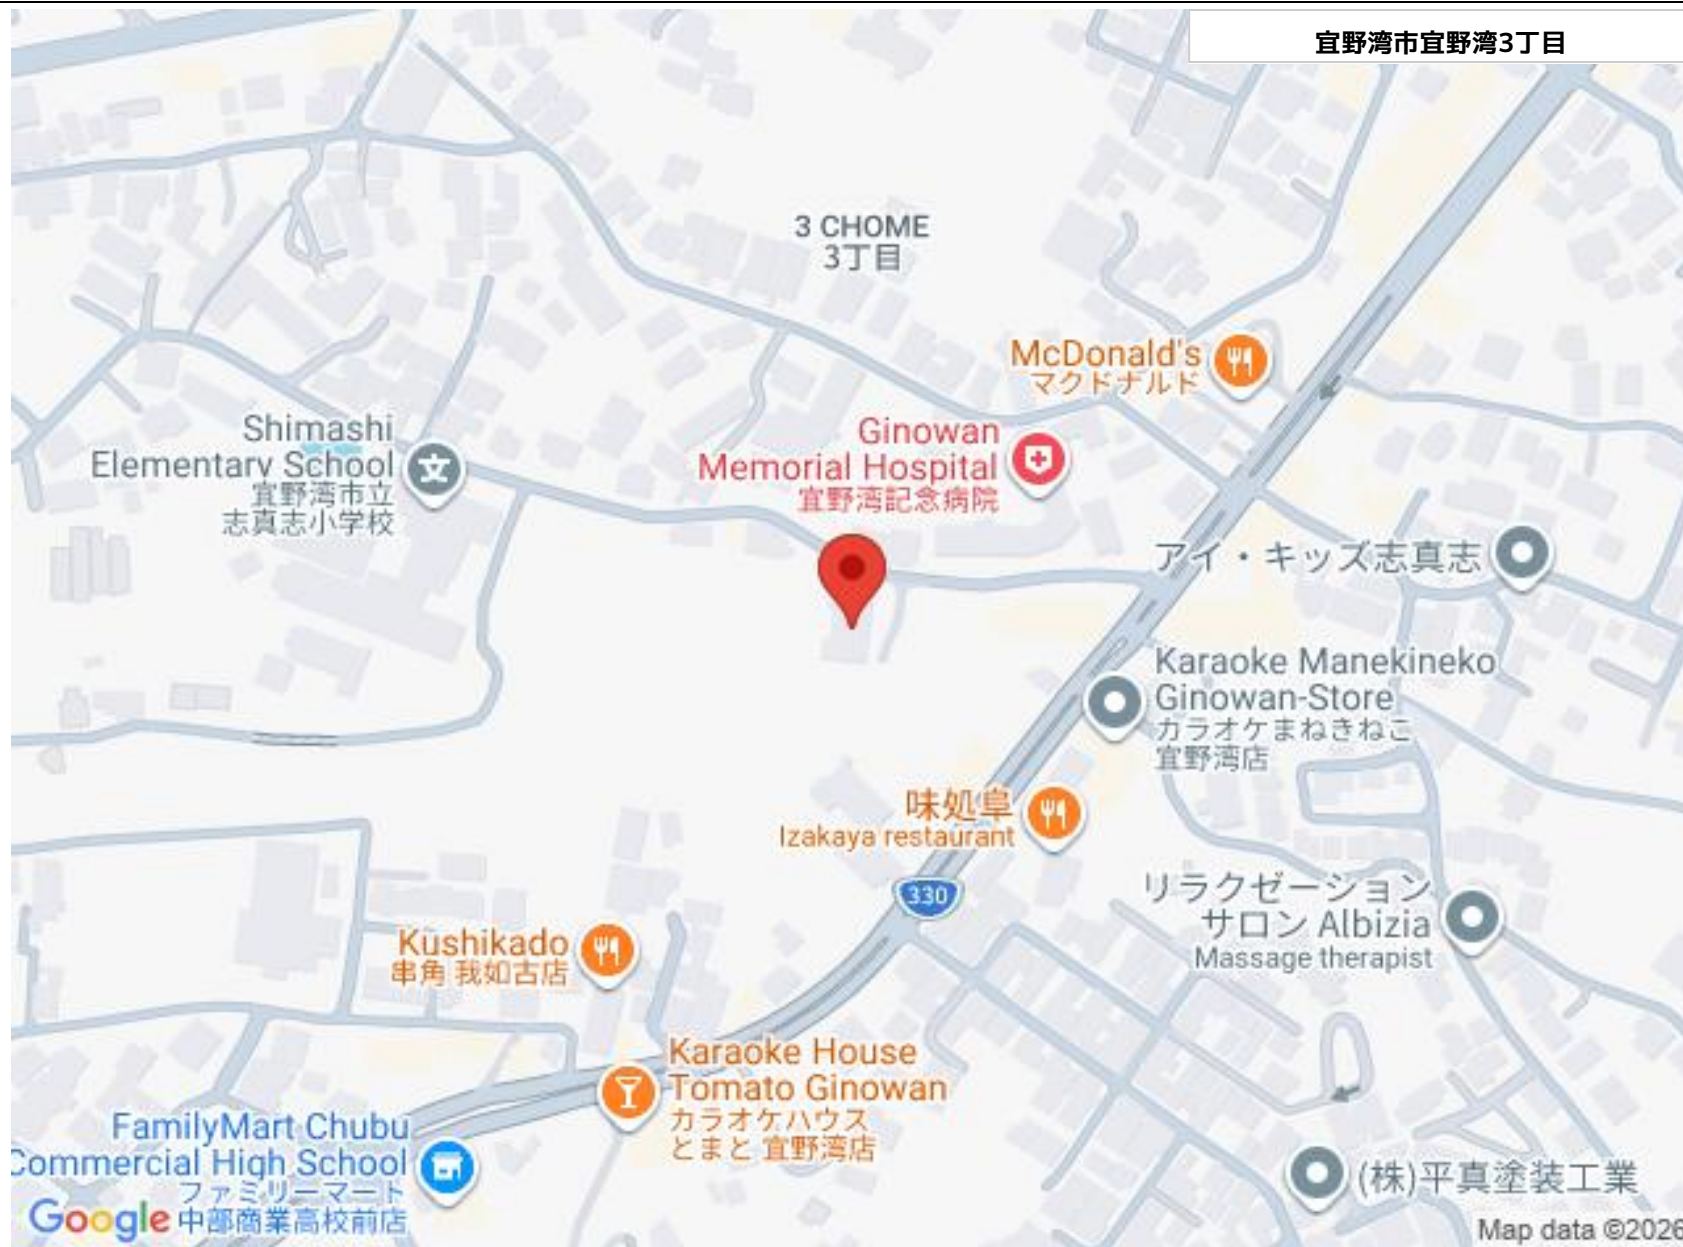 宜野湾市宜野湾3丁目
3 CHOME
3丁目
McDonald's
マクドナルド
Ginowan
Memorial Hospital
宜野湾記念病院
Shimashi
Elementary School
宜野湾市立
志真志小学校
アイ・キッズ志真志
Karaoke Manekineko
Ginowan-Store
カラオケまねきねこ
宜野湾店
味処阜
Izakaya restaurant
330
リラクゼーション
サロン Albizia
Massage therapist
Kushikado
串角 我如古店
Karaoke House
Tomato Ginowan
カラオケハウス
とまと 宜野湾店
FamilyMart Chubu
Commercial High School
ファミリーマート
中部商業高校前店
(株)平真塗装工業
Google
Map data ©2026